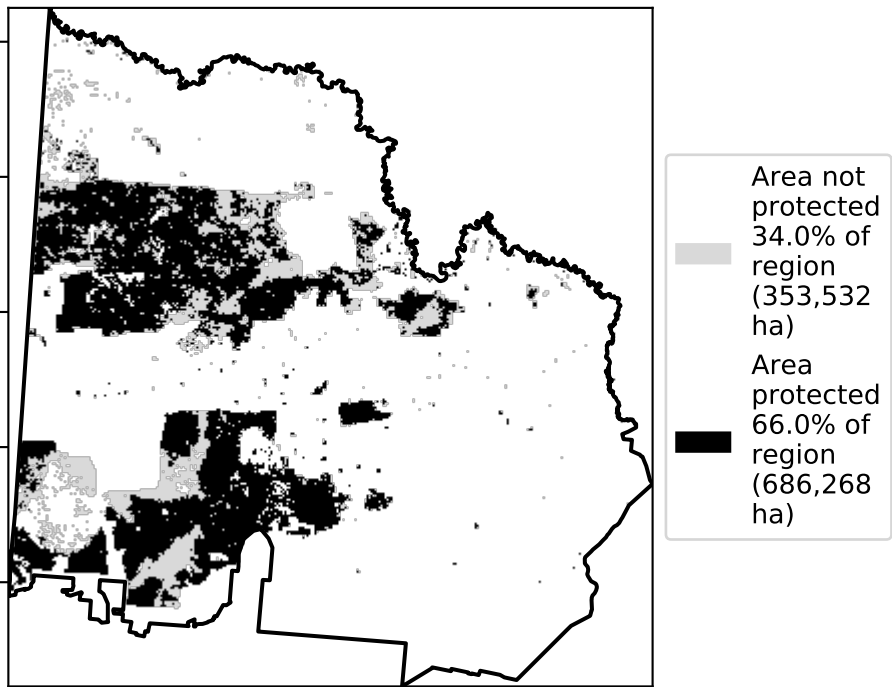 Area not
protected
34.0% of
region
(353,532
ha)
Area
protected
66.0% of
region
(686,268
ha)